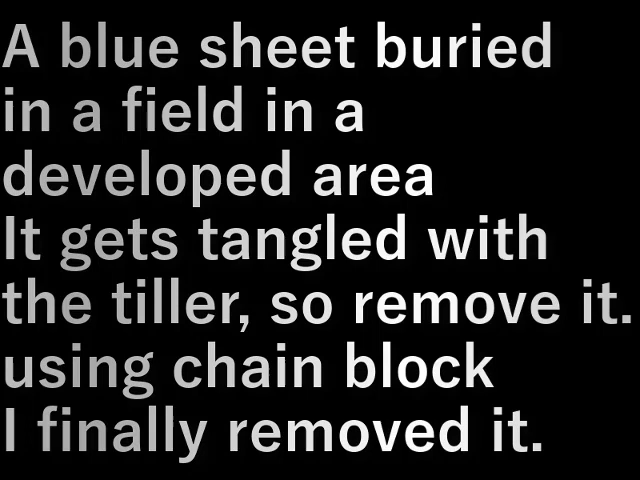 A blue sheet buried
in a field in a
developed area
It gets tangled with
the tiller, so remove it.
using chain block
I finally removed it.